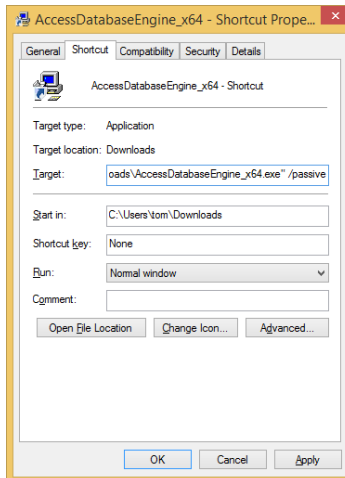 AccessDatabaseEngine_x64 - Shortcut Prope...
General Shortcut Compatibility Security Details
AccessDatabaseEngine_x64 - Shortcut
Target type: Application
Target location: Downloads
Target: oads\AccessDatabaseEngine_x64.exe" /passive
Start in: C:\Users\tom\Downloads
Shortcut key: None
Run: Normal window
Comment:
Open File Location Change Icon... Advanced...
OK Cancel Apply